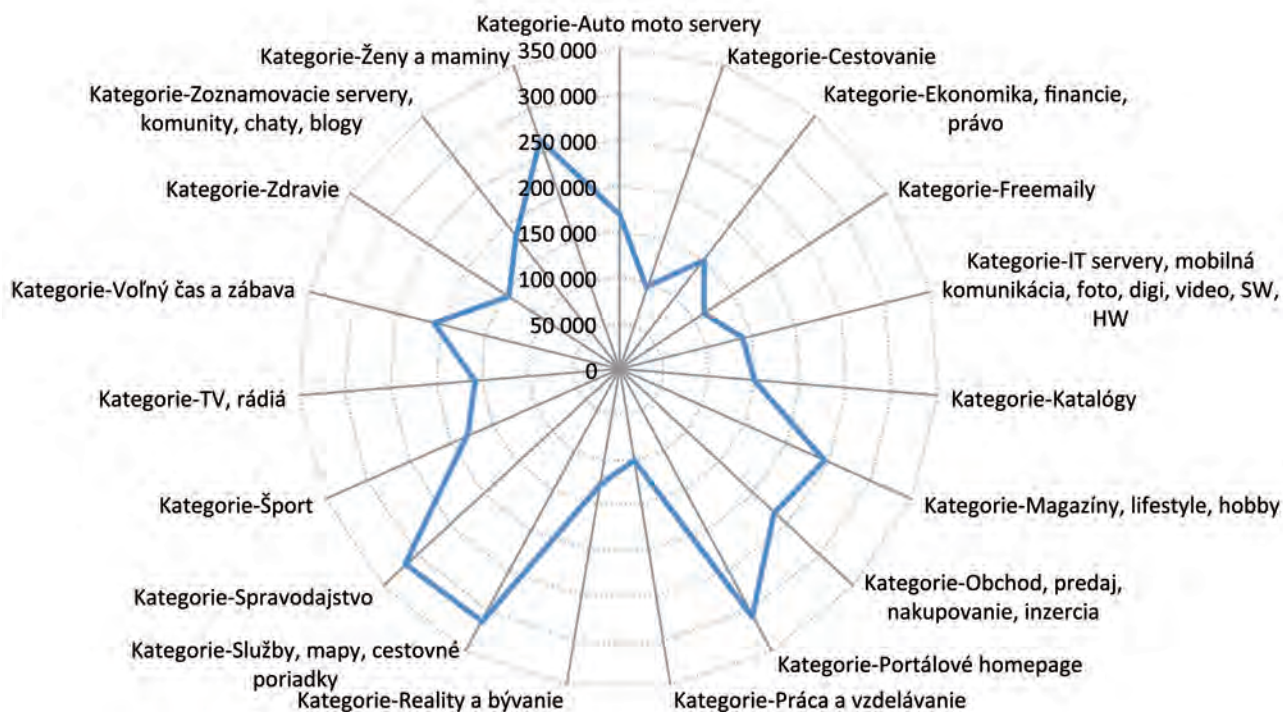 Kategorie-Auto moto servery
350 000
300 000
250 000
200 000
150 000
100 000
50 000
0
Kategorie-Cestovanie
Kategorie-Ekonomika, financie,
právo
Kategorie-Freemaily
Kategorie-IT servery, mobilná
komunikácia, foto, digi, video, SW,
HW
Kategorie-Katalógy
Kategorie-Magazíny, lifestyle, hobby
Kategorie-Obchod, predaj,
nakupovanie, inzercia
Kategorie-Portálové homepage
Kategorie-Práca a vzdelávanie
Kategorie-Reality a bývanie
Kategorie-Služby, mapy, cestovné
poriadky
Kategorie-Spravodajstvo
Kategorie-Šport
Kategorie-TV, rádiá
Kategorie-Voľný čas a zábava
Kategorie-Zdravie
Kategorie-Zoznamovacie servery,
komunity, chaty, blogy
Kategorie-Ženy a maminy